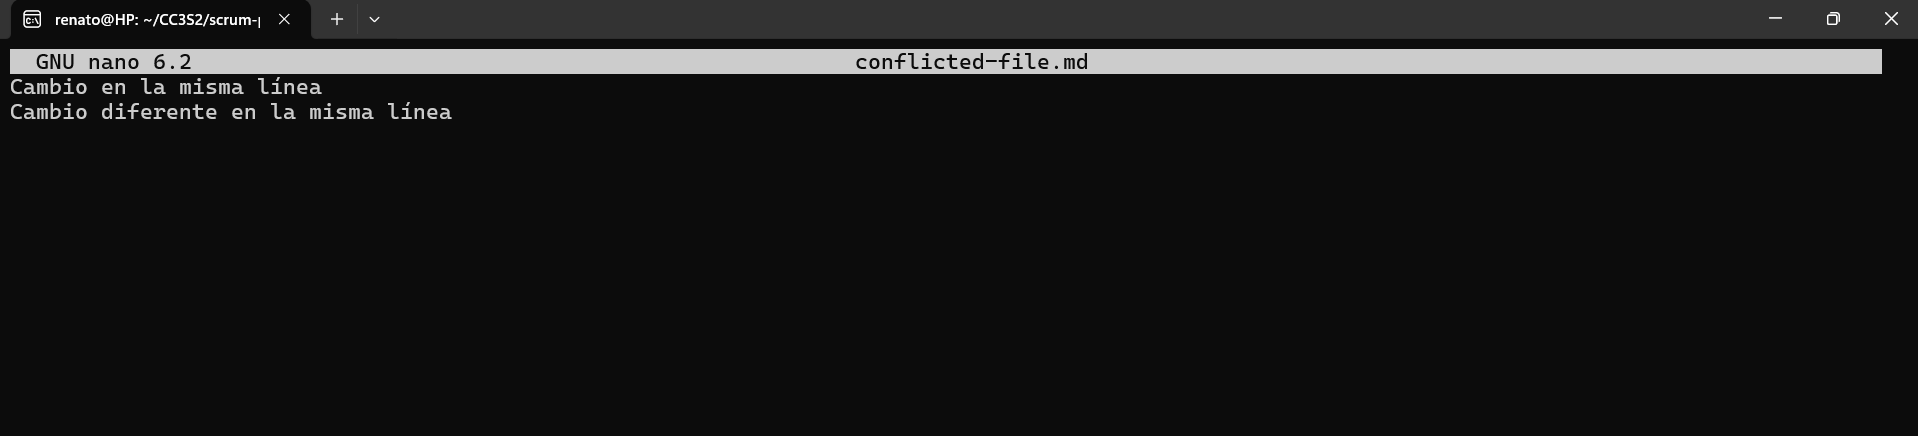 renato@HP: ~/CC3S2/scrum-p
GNU nano 6.2 conflicted-file.md
Cambio en la misma línea
Cambio diferente en la misma línea